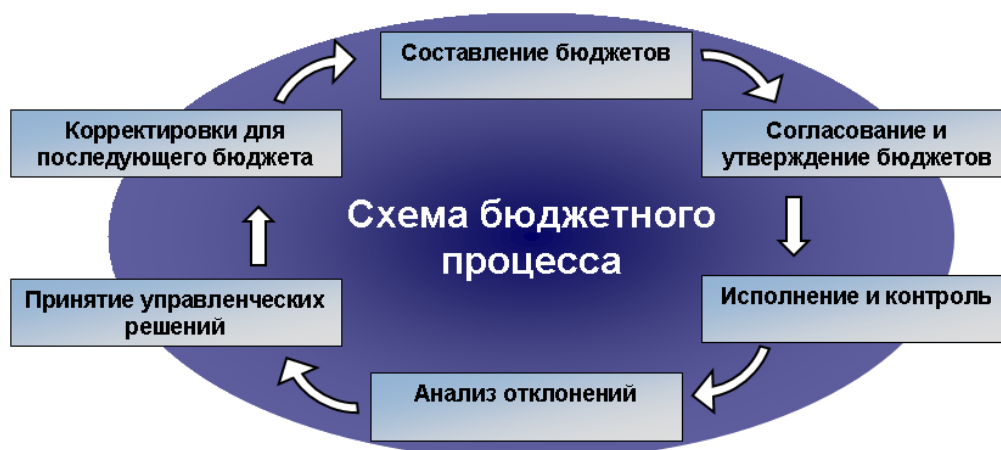 Составление бюджетов
Согласование и
утверждение бюджетов
Исполнение и контроль
Анализ отклонений
Принятие управленческих
решений
Корректировки для
последующего бюджета
Схема бюджетного
процесса